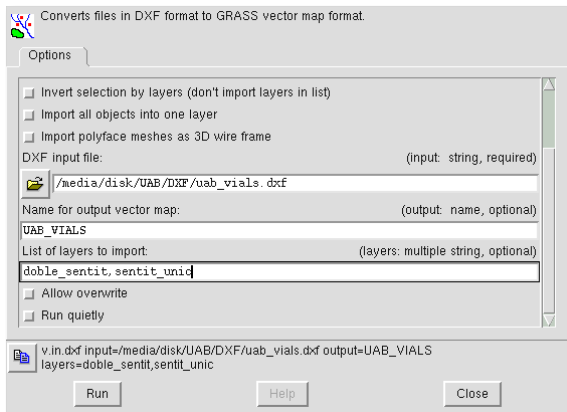 Converts files in DXF format to GRASS vector map format.
Options
Invert selection by layers (don't import layers in list)
Import all objects into one layer
Import polyface meshes as 3D wire frame
DXF input file: (input: string, required)
/media/disk/UAB/DXF/uab_vials.dxf
Name for output vector map: (output: name, optional)
UAB_VIALS
List of layers to import: (layers: multiple string, optional)
doble_sentit,sentit_unic
Allow overwrite
Run quietly
v.in.dxf input=/media/disk/UAB/DXF/uab_vials.dxf output=UAB_VIALS
layers=doble_sentit,sentit_unic
Run Help Close